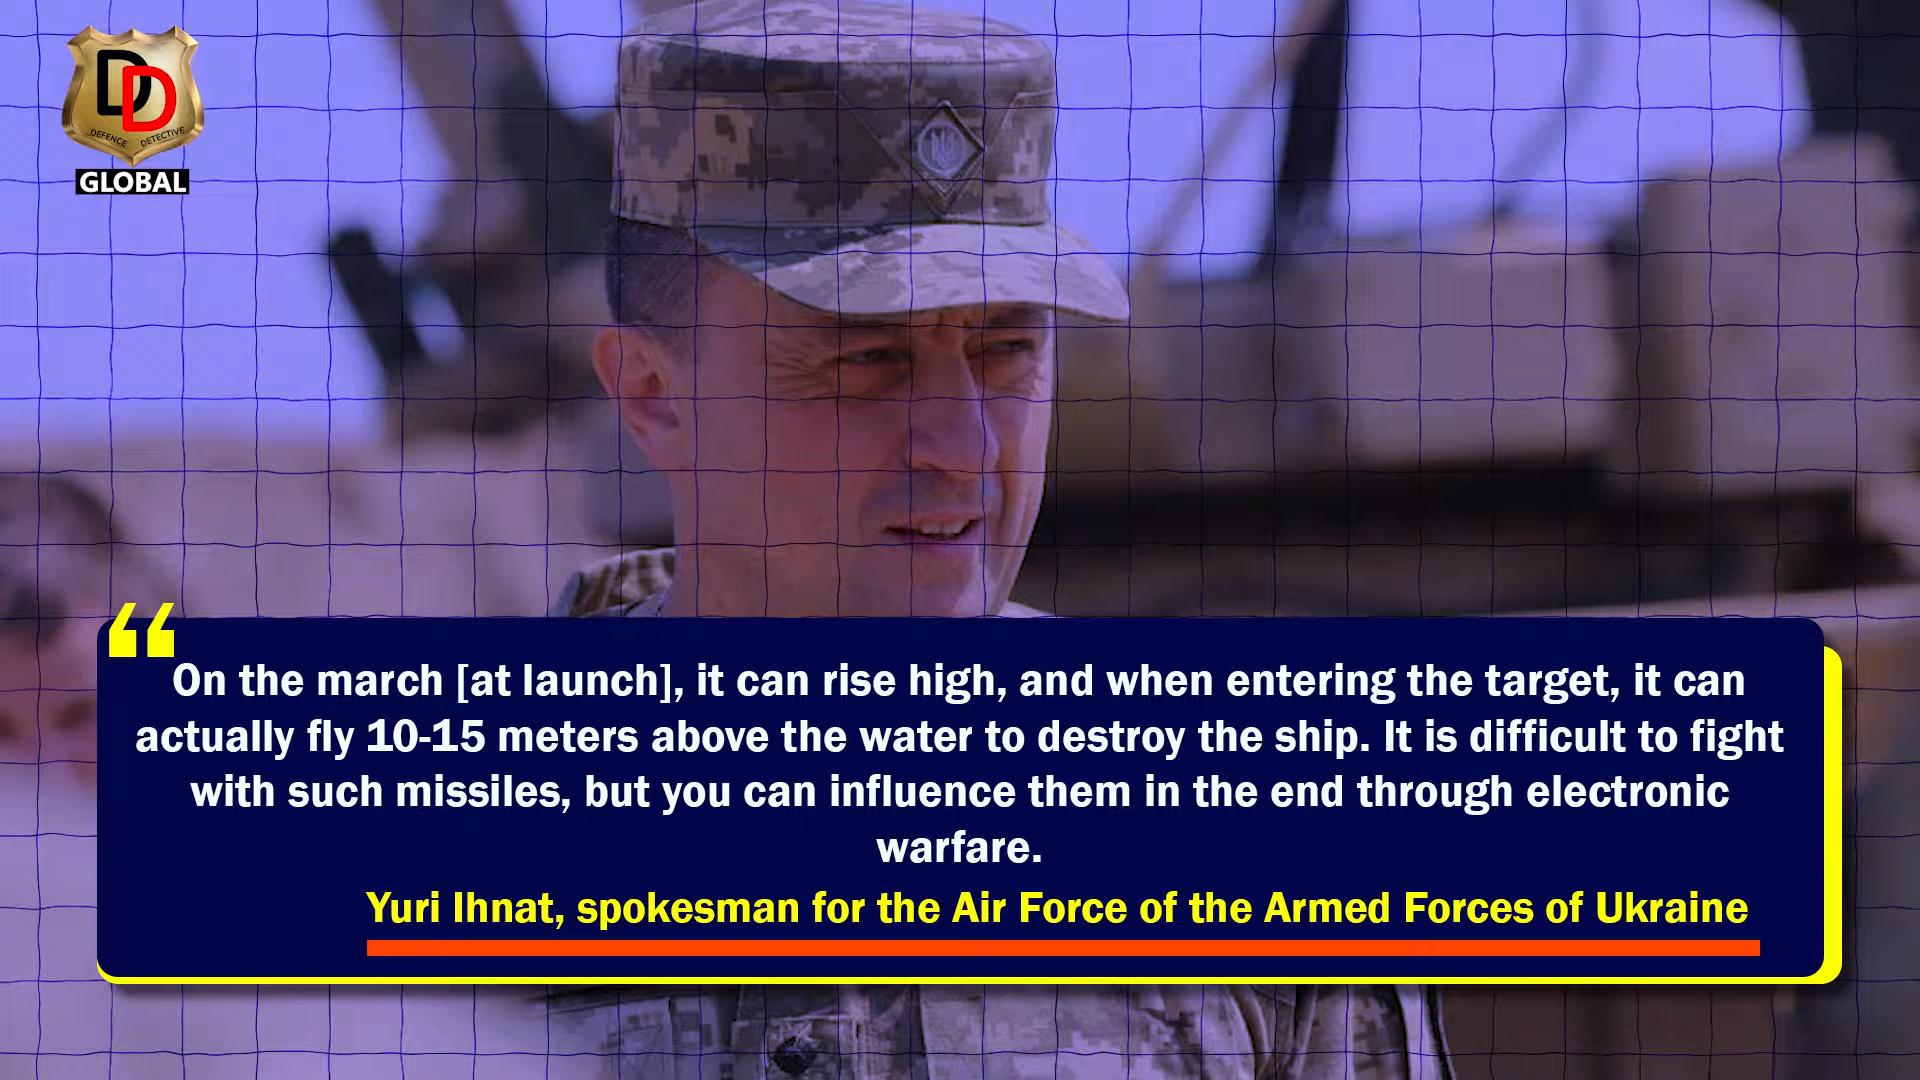 DD
DEFENCE DETECTIVE
GLOBAL
“
On the march [at launch], it can rise high, and when entering the target, it can
actually fly 10-15 meters above the water to destroy the ship. It is difficult to fight
with such missiles, but you can influence them in the end through electronic
warfare.
Yuri Ihnat, spokesman for the Air Force of the Armed Forces of Ukraine